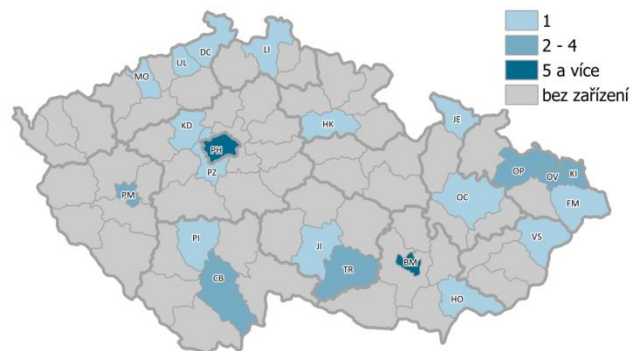 1
2 - 4
5 a více
bez zařízení
LI
DC
UL
MO
JE
KD
HK
PH
PZ
OP
OV
KI
PM
OC
FM
PI
JI
VS
BM
TR
CB
HO